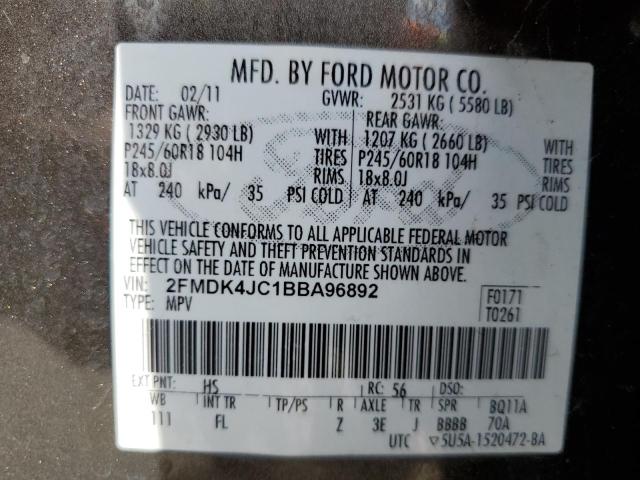 MFD. BY FORD MOTOR CO.
DATE: 02/11 GVWR: 2531 KG ( 5580 LB)
FRONT GAWR: REAR GAWR:
1329 KG ( 2930 LB) WITH 1207 KG ( 2660 LB) WITH
P245/60R18 104H TIRES P245/60R18 104H TIRES
18x8.0J RIMS 18x8.0J RIMS
AT 240 kPa/ 35 PSI COLD AT 240 kPa/ 35 PSI COLD
THIS VEHICLE CONFORMS TO ALL APPLICABLE FEDERAL MOTOR
VEHICLE SAFETY AND THEFT PREVENTION STANDARDS IN
EFFECT ON THE DATE OF MANUFACTURE SHOWN ABOVE.
VIN: 2FMDK4JC1BBA96892 F0171
TYPE: MPV T0261
EXT PNT: HS RC: 56 DSO:
WB INT TR TP/PS R AXLE TR SPR BQ11A
111 FL Z 3E J BBBB 70A
UTC ▽5U5A-1520472-BA
Ford